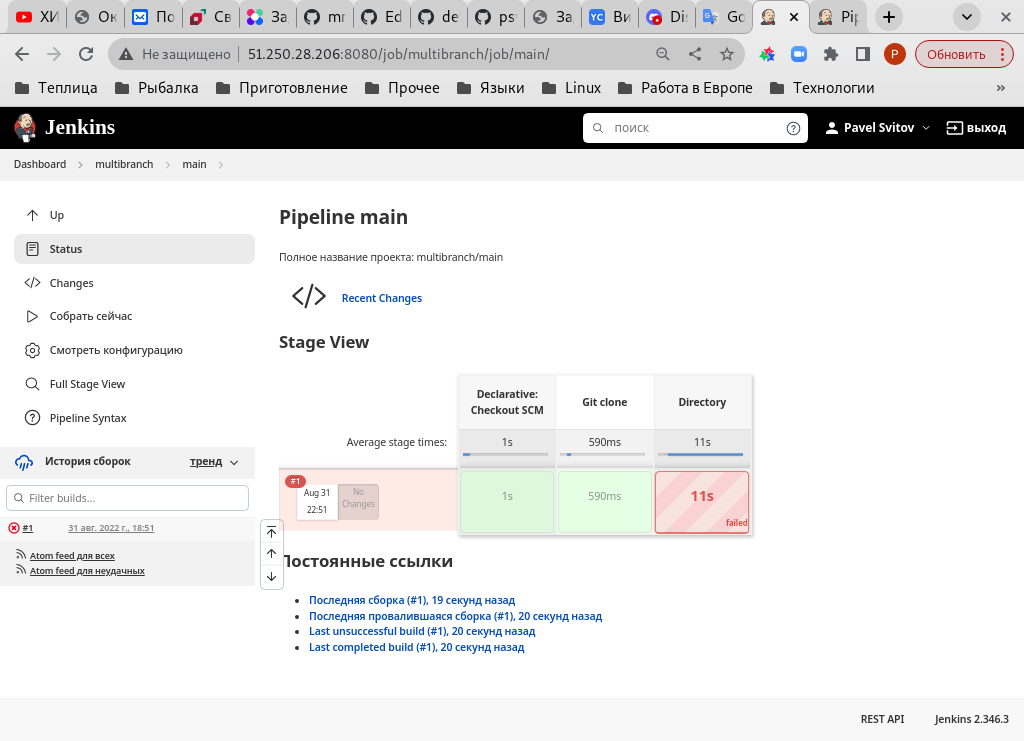 ХИ
Ок
По
Св
За
mr
Ed
de
ps
За
YC Ви
Di
Go
Pip
Не защищено 51.250.28.206:8080/job/multibranch/job/main/
P
Обновить
Теплица Рыбалка Приготовление Прочее Языки Linux Работа в Европе Технологии »
Jenkins
поиск
Pavel Svitov
выход
Dashboard multibranch main
Up
Status
Changes
Собрать сейчас
Смотреть конфигурацию
Full Stage View
Pipeline Syntax
История сборок тренд
Filter builds...
#1 31 авг. 2022 г., 18:51
Atom feed для всех
Atom feed для неудачных
Pipeline main
Полное название проекта: multibranch/main
Recent Changes
Stage View
Declarative:
Checkout SCM
Git clone
Directory
Average stage times:
1s
590ms
11s
#1
Aug 31
22:51
No
Changes
1s
590ms
11s
failed
Постоянные ссылки
Последняя сборка (#1), 19 секунд назад
Последняя провалившаяся сборка (#1), 20 секунд назад
Last unsuccessful build (#1), 20 секунд назад
Last completed build (#1), 20 секунд назад
REST API Jenkins 2.346.3